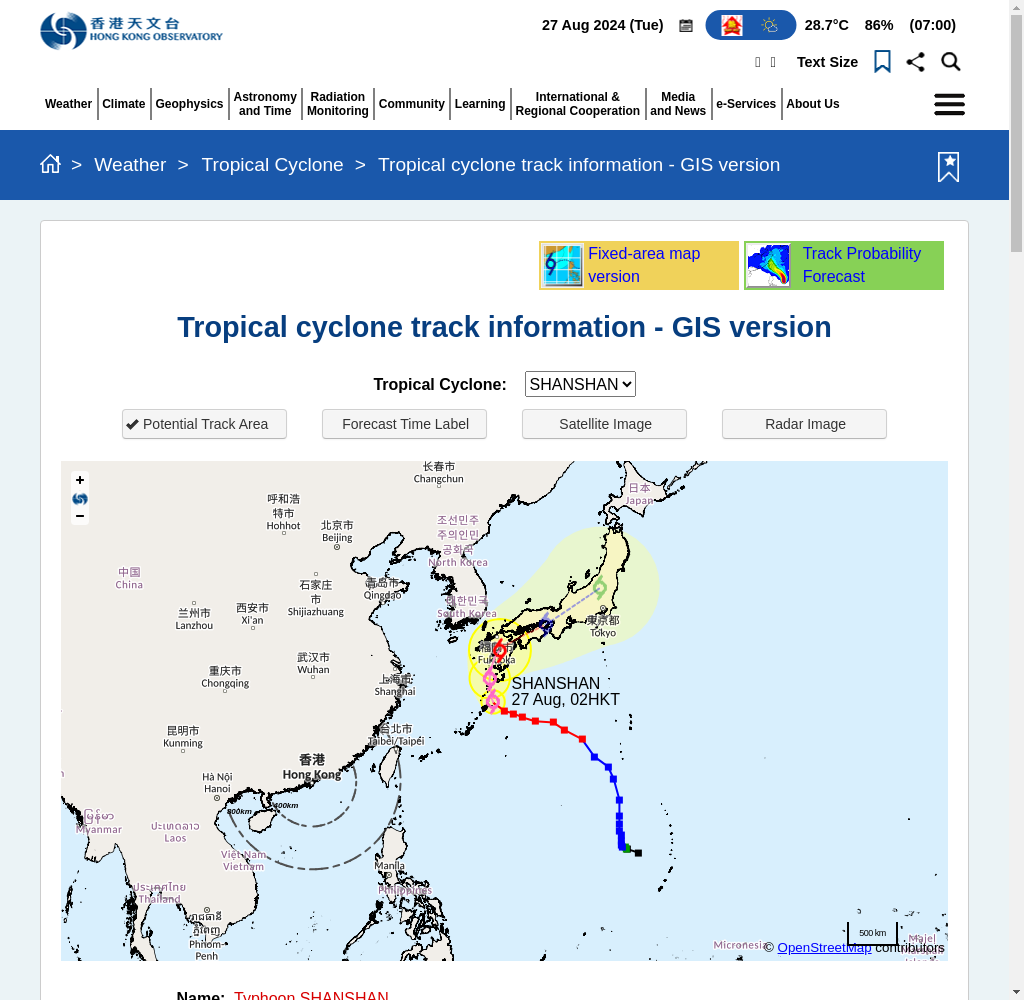 香港天文台
HONG KONG OBSERVATORY
27 Aug 2024 (Tue)
28.7°C 86% (07:00)
Text Size
Weather
Climate
Geophysics
Astronomy
and Time
Radiation
Monitoring
Community
Learning
International &
Regional Cooperation
Media
and News
e-Services
About Us
> Weather > Tropical Cyclone > Tropical cyclone track information - GIS version
Fixed-area map
version
Track Probability
Forecast
Tropical cyclone track information - GIS version
Tropical Cyclone: SHANSHAN
Potential Track Area
Forecast Time Label
Satellite Image
Radar Image
+
−
长春市
Changchun
日本
Japan
呼和浩
特市
Hohhot
北京市
Beijing
조선민주
주의인민
공화국
North Korea
中国
China
石家庄
市
Shijiazhuang
青岛市
Qingdao
대한민국
South Korea
兰州市
Lanzhou
西安市
Xi'an
東京都
Tokyo
Fukuoka
武汉市
Wuhan
重庆市
Chongqing
上海市
Shanghai
SHANSHAN
27 Aug, 02HKT
昆明市
Kunming
台北市
Taibei/Taipei
香港
Hong Kong
Hà Nội
Hanoi
800km
400km
မြန်မာ
Myanmar
ປະເທດລາວ
Laos
Việt Nam
Vietnam
Manila
Philippines
ประเทศไทย
Thailand
រាជធានី
ភ្នំពេញ
Phnom
Penh
Micronesia
500 km
© OpenStreetMap contributors
Name: Typhoon SHANSHAN